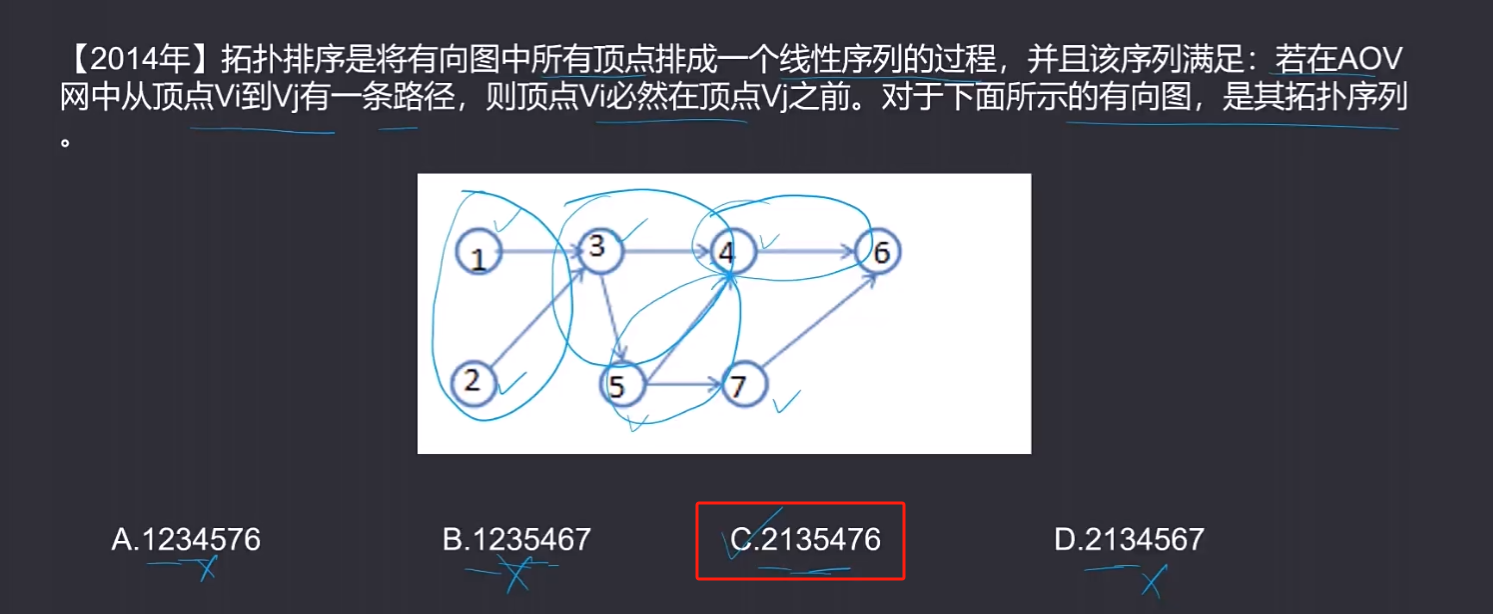 【2014年】拓扑排序是将有向图中所有顶点排成一个线性序列的过程，并且该序列满足：若在AOV
网中从顶点Vi到Vj有一条路径，则顶点Vi必然在顶点Vj之前。对于下面所示的有向图，是其拓扑序列
。
1 3 4 6
2 5 7
A.1234576 B.1235467 C.2135476 D.2134567